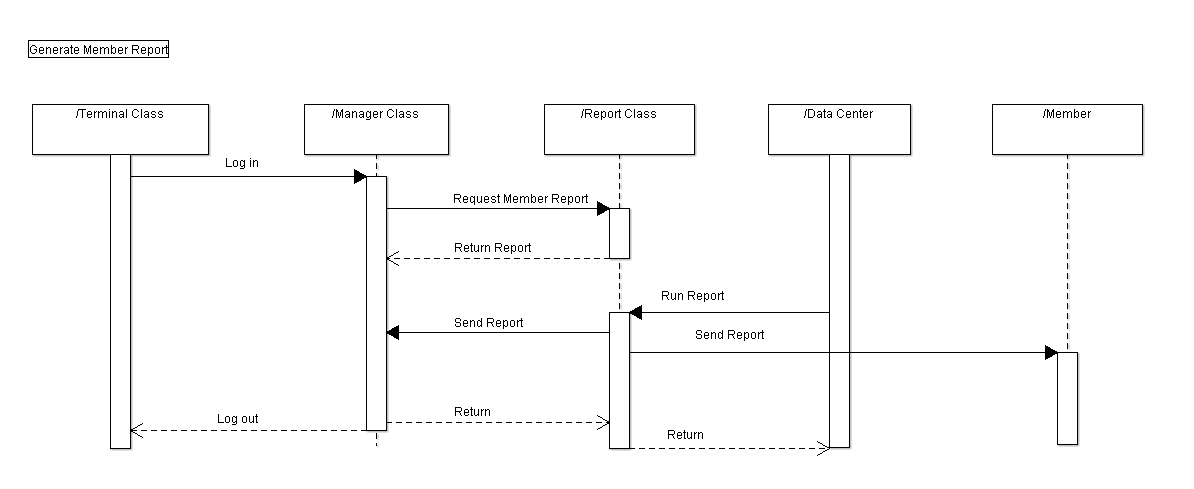 Generate Member Report
/Terminal Class
/Manager Class
/Report Class
/Data Center
/Member
Log in
Request Member Report
Return Report
Run Report
Send Report
Send Report
Return
Log out
Return